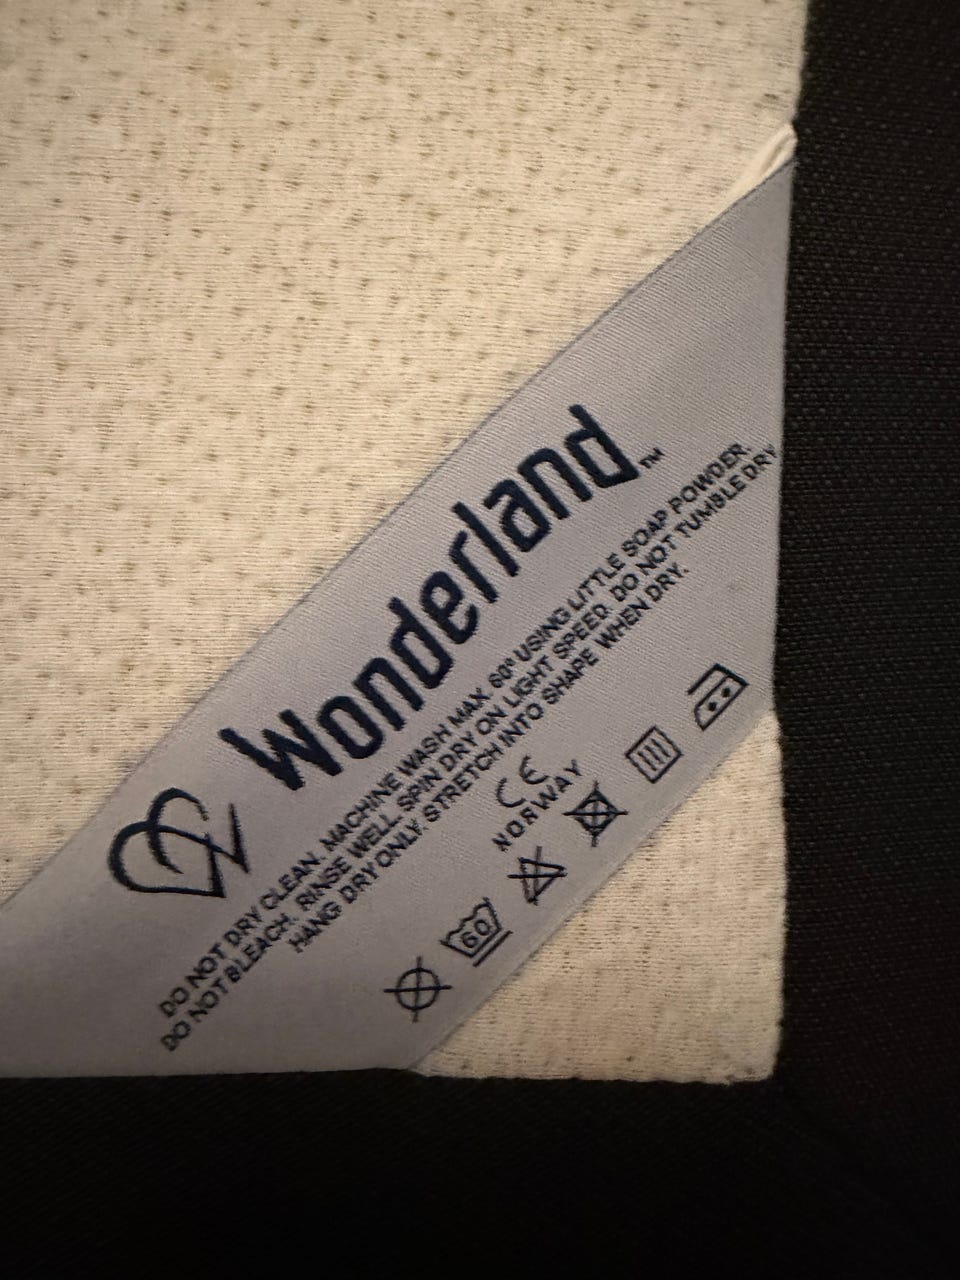 Wonderland™
DO NOT DRY CLEAN. MACHINE WASH MAX. 60° USING LITTLE SOAP POWDER.
DO NOT BLEACH. RINSE WELL. SPIN DRY ON LIGHT SPEED. DO NOT TUMBLE DRY
HANG DRY ONLY. STRETCH INTO SHAPE WHEN DRY.
CE
NORWAY
60